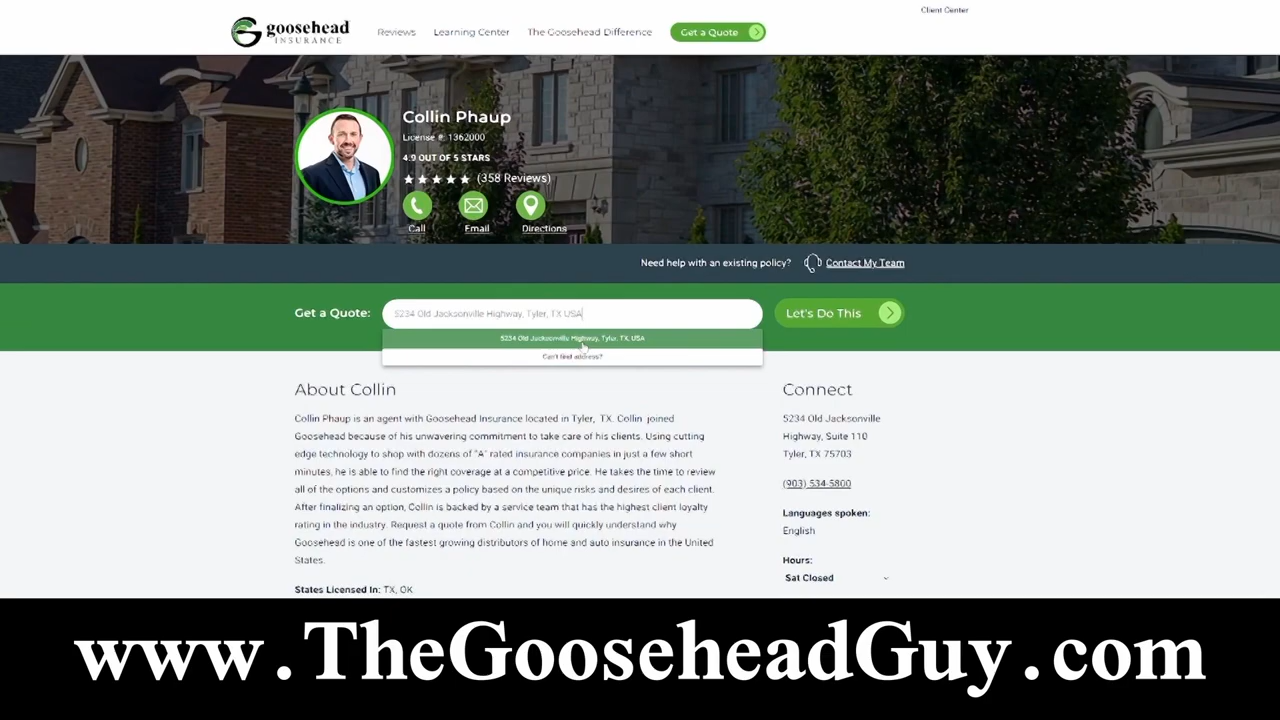 Client Center
goosehead
INSURANCE
Reviews
Learning Center
The Goosehead Difference
Get a Quote
Collin Phaup
License #: 1362000
4.9 OUT OF 5 STARS
(358 Reviews)
Call
Email
Directions
Need help with an existing policy?
Contact My Team
Get a Quote:
5234 Old Jacksonville Highway, Tyler, TX USA
Let's Do This
5234 Old Jacksonville Highway, Tyler, TX, USA
Can't find address?
About Collin
Collin Phaup is an agent with Goosehead Insurance located in Tyler, TX. Collin joined
Goosehead because of his unwavering commitment to take care of his clients. Using cutting
edge technology to shop with dozens of "A" rated insurance companies in just a few short
minutes, he is able to find the right coverage at a competitive price. He takes the time to review
all of the options and customizes a policy based on the unique risks and desires of each client.
After finalizing an option, Collin is backed by a service team that has the highest client loyalty
rating in the industry. Request a quote from Collin and you will quickly understand why
Goosehead is one of the fastest growing distributors of home and auto insurance in the United
States.
States Licensed In: TX, OK
Connect
5234 Old Jacksonville
Highway, Suite 110
Tyler, TX 75703
(903) 534-5800
Languages spoken:
English
Hours:
Sat Closed
www.TheGooseheadGuy.com